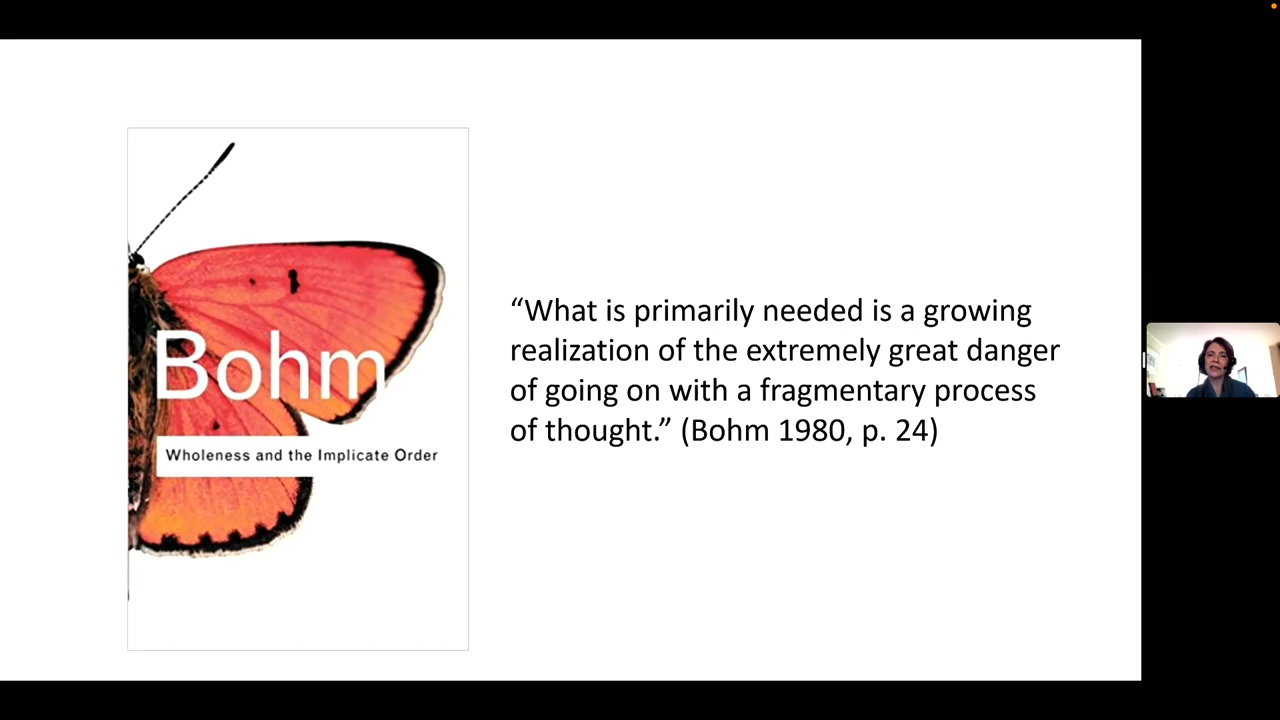 Bohm
Wholeness and the Implicate Order
“What is primarily needed is a growing
realization of the extremely great danger
of going on with a fragmentary process
of thought.” (Bohm 1980, p. 24)